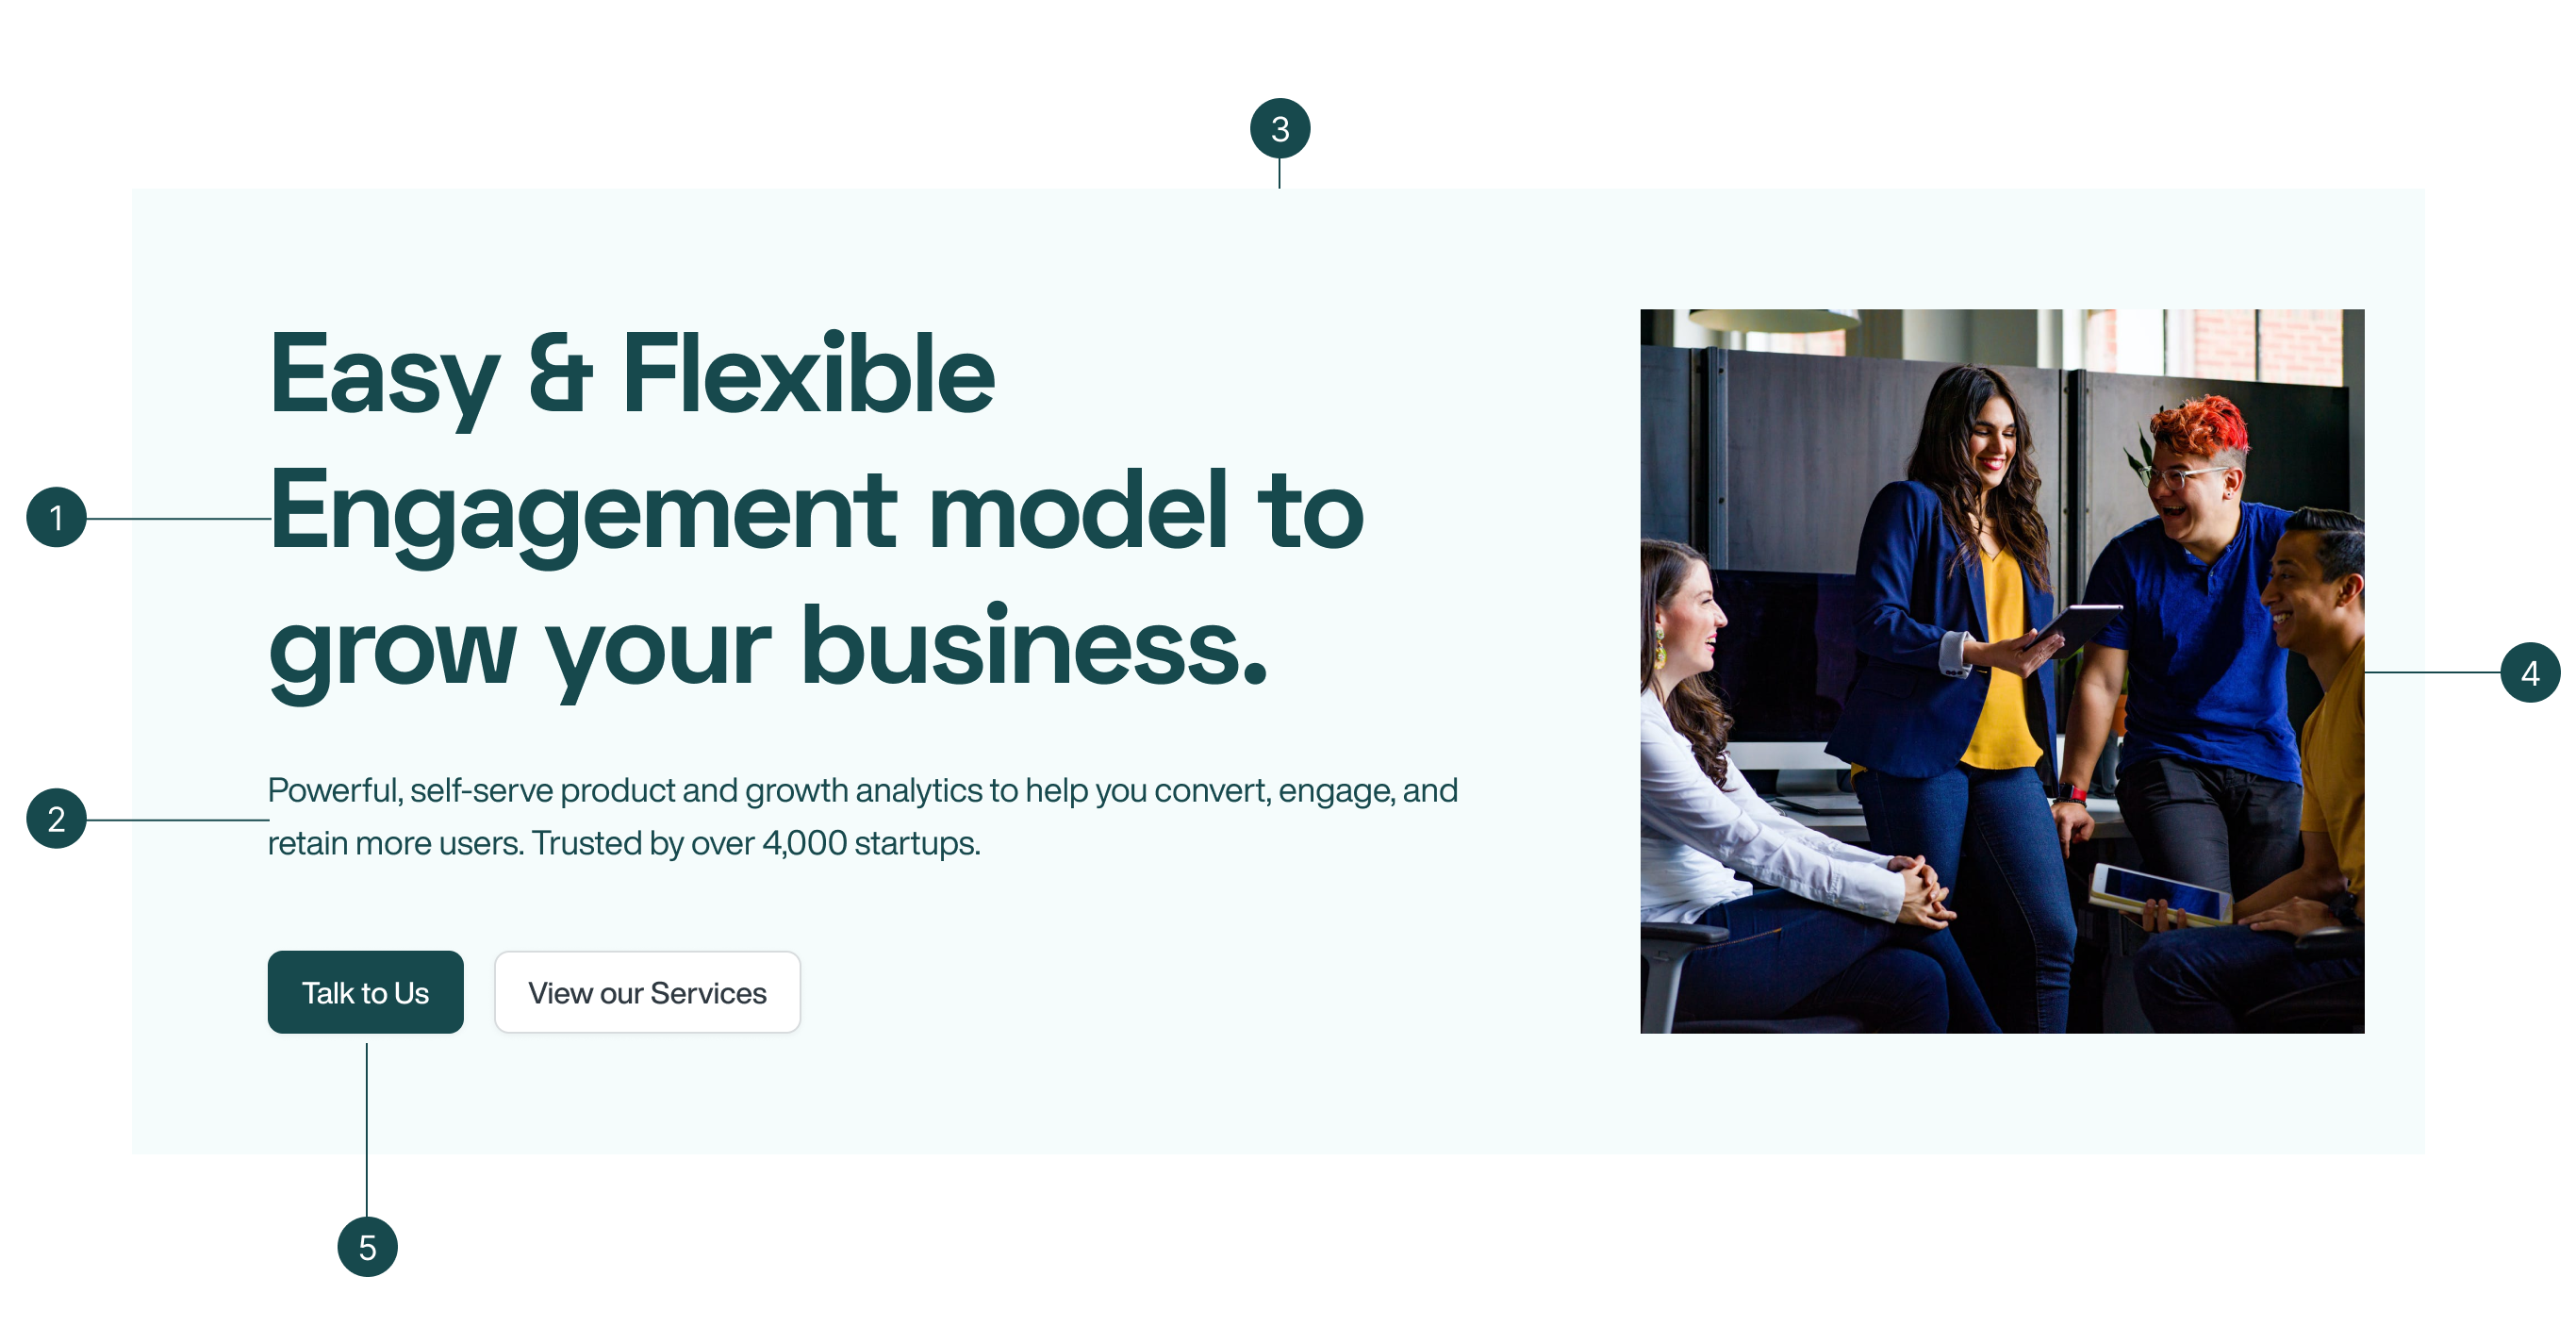 3
Easy & Flexible
Engagement model to
grow your business.
1
Powerful, self-serve product and growth analytics to help you convert, engage, and
retain more users. Trusted by over 4,000 startups.
2
4
Talk to Us
View our Services
5